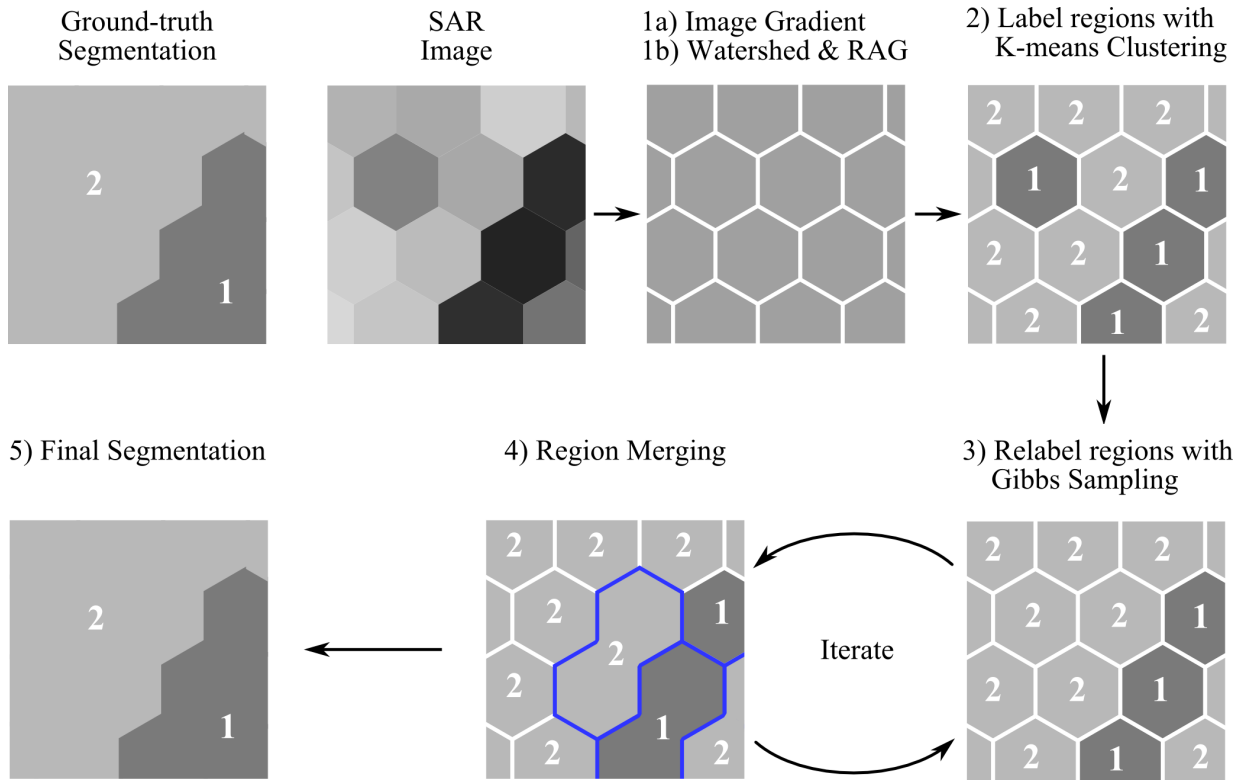 Ground-truth
Segmentation
SAR
Image
1a) Image Gradient
1b) Watershed & RAG
2) Label regions with
K-means Clustering
2
1
2 2 2
1 2 1
2 2 1
2 1 2
5) Final Segmentation
4) Region Merging
3) Relabel regions with
Gibbs Sampling
2
1
2 2 2
2 1
2
2
1
2 2
Iterate
2 2 2
2 2 1
2 2 1
2 1 2